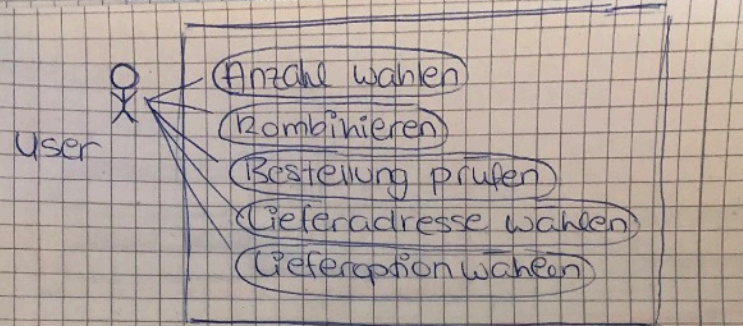 Anzahl wählen
Kombinieren
user
Bestellung prüfen
Lieferadresse wählen
Lieferoption wählen